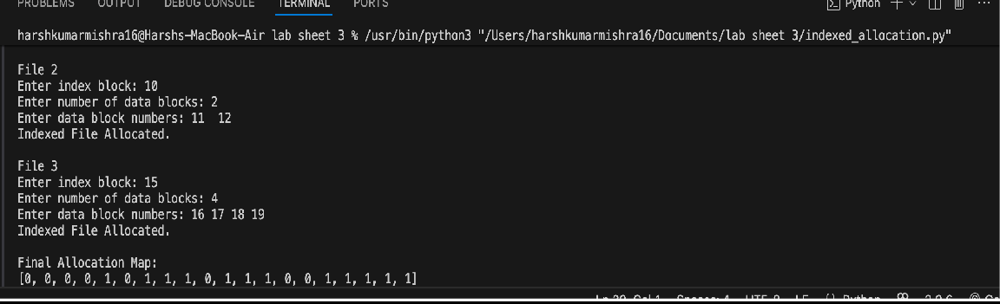 PROBLEMS OUTPUT DEBUG CONSOLE TERMINAL PORTS Python
harshkumarmishra16@Harshs-MacBook-Air lab sheet 3 % /usr/bin/python3 "/Users/harshkumarmishra16/Documents/lab sheet 3/indexed_allocation.py"
File 2
Enter index block: 10
Enter number of data blocks: 2
Enter data block numbers: 11  12
Indexed File Allocated.
File 3
Enter index block: 15
Enter number of data blocks: 4
Enter data block numbers: 16 17 18 19
Indexed File Allocated.
Final Allocation Map:
[0, 0, 0, 0, 1, 0, 1, 1, 1, 0, 1, 1, 1, 0, 0, 1, 1, 1, 1, 1]